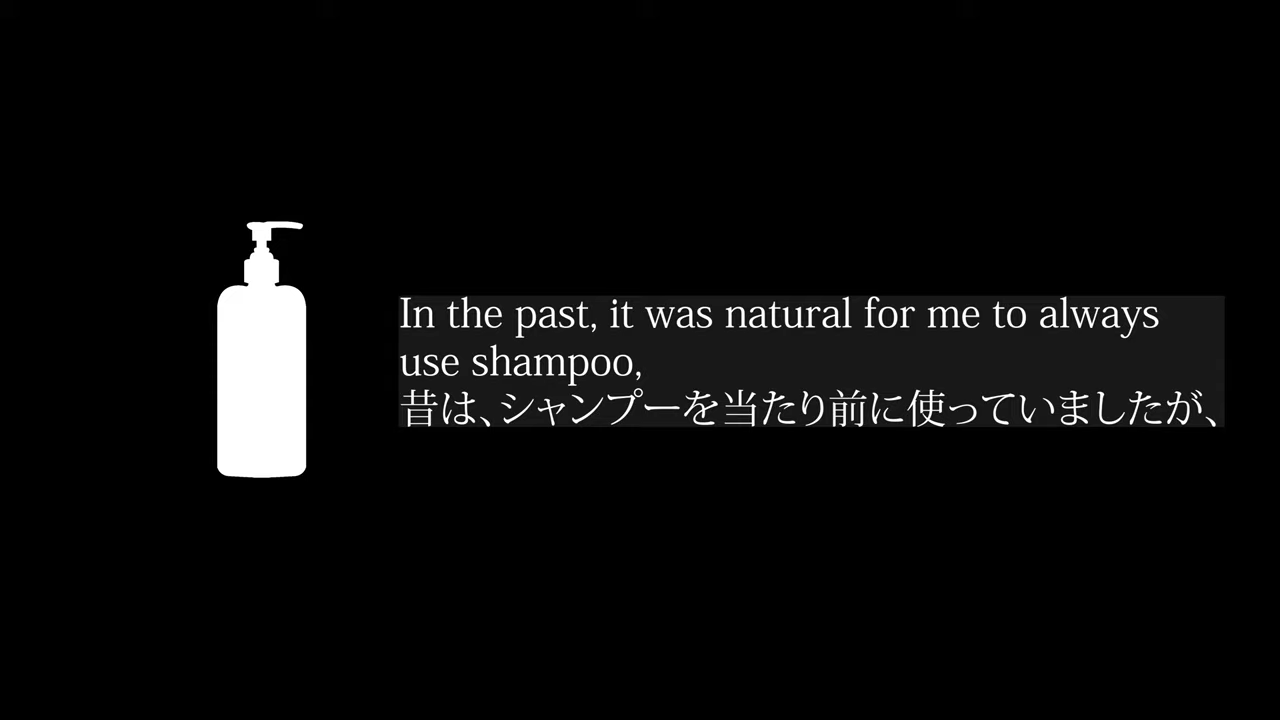 In the past, it was natural for me to always
use shampoo,
昔は、シャンプーを当たり前に使っていましたが、